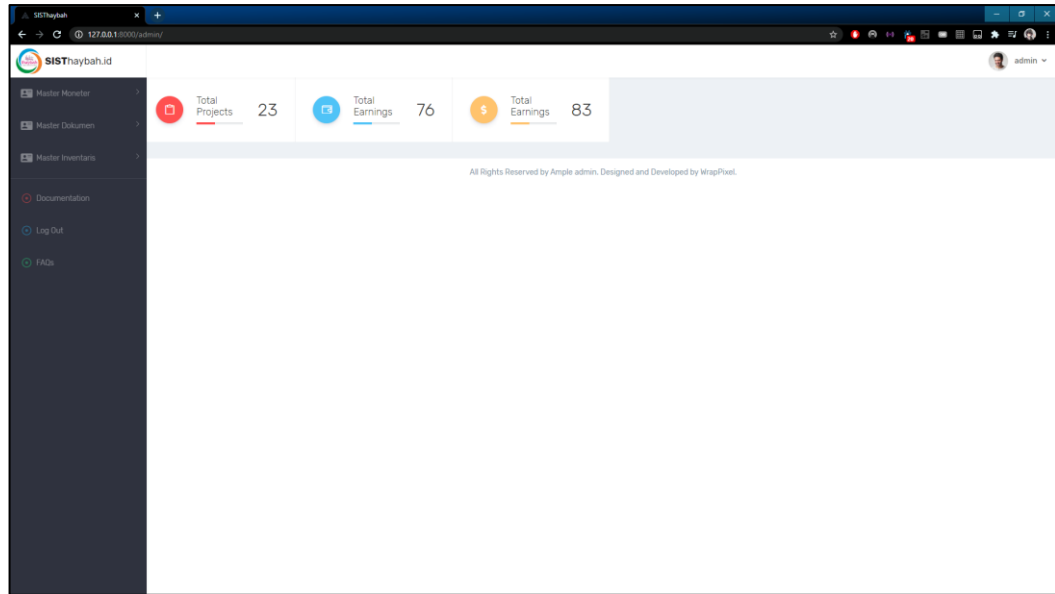 SISThaybah
127.0.0.1:8000/admin/
SISThaybah.id
admin
Master Moneter
Master Dokumen
Master Inventaris
Documentation
Log Out
FAQs
Total
Projects
23
Total
Earnings
76
Total
Earnings
83
All Rights Reserved by Ample admin. Designed and Developed by WrapPixel.